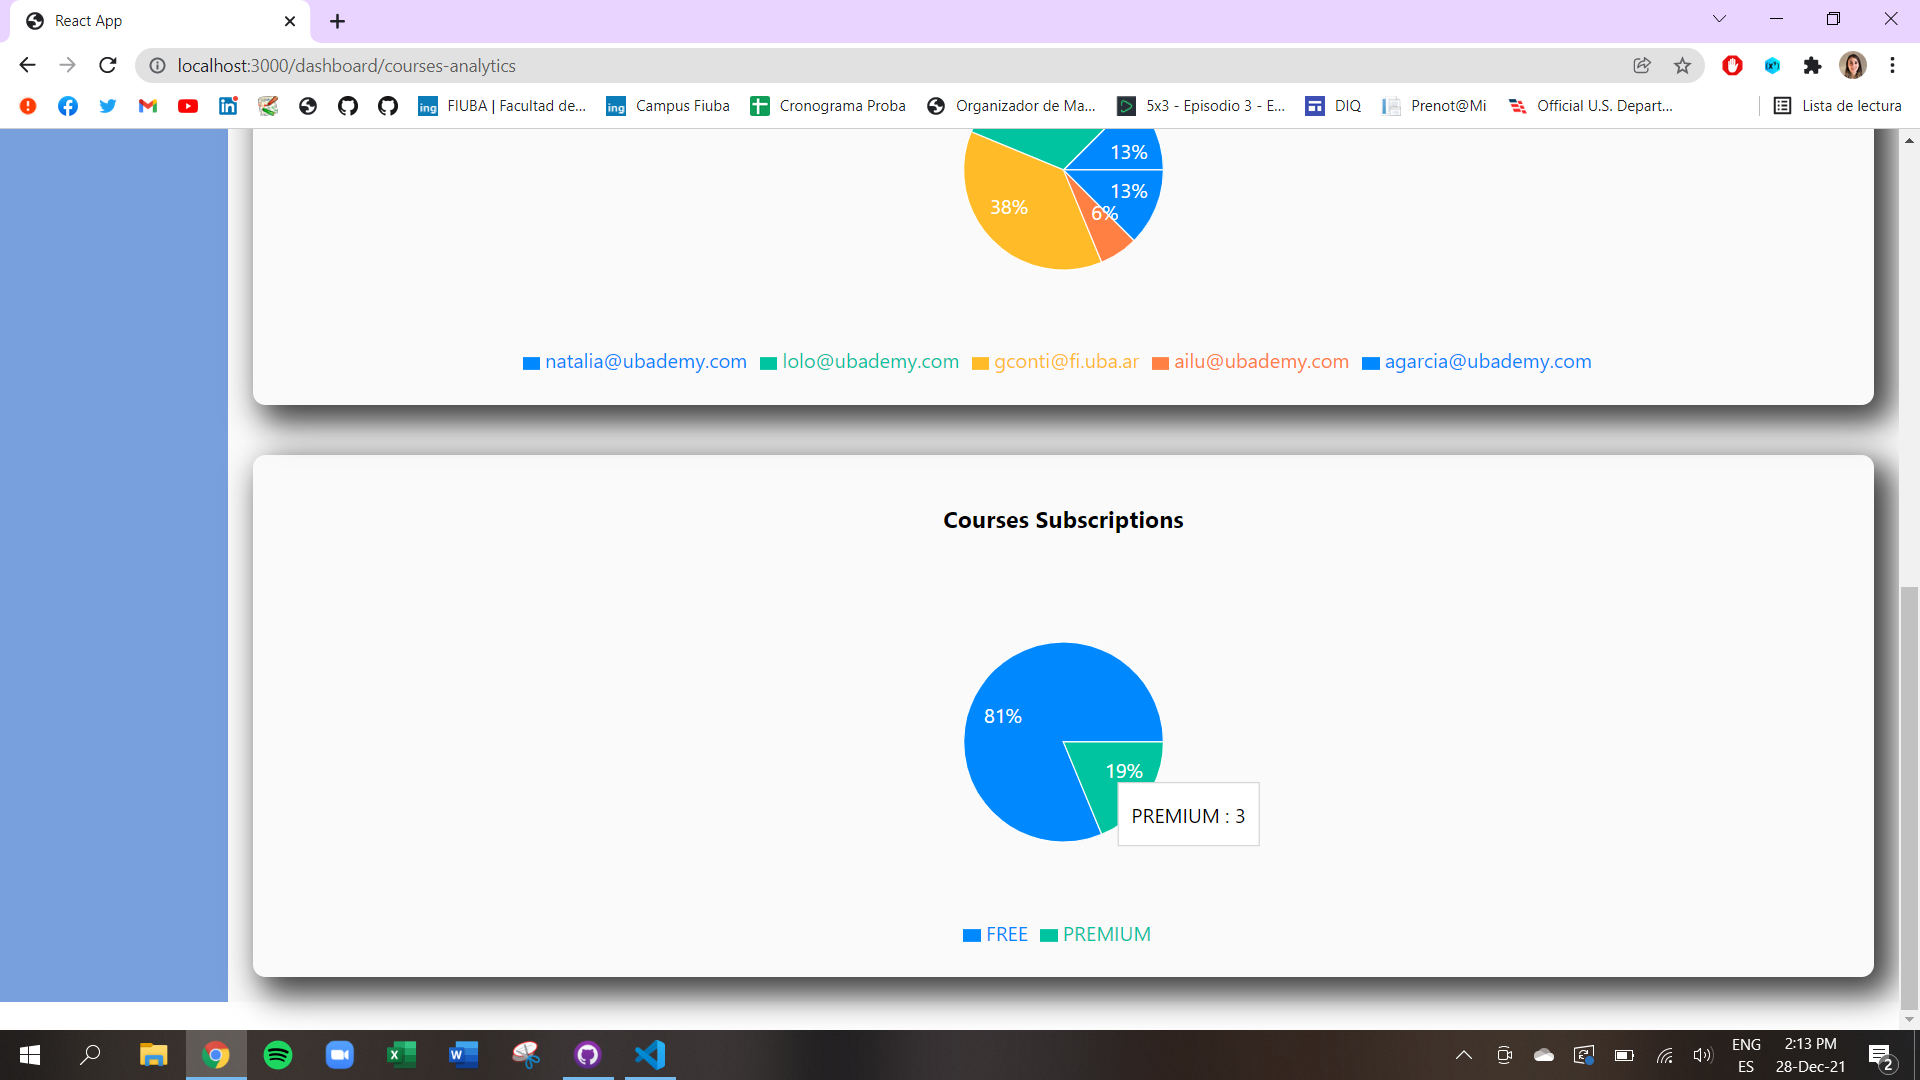 React App
localhost:3000/dashboard/courses-analytics
FIUBA | Facultad de...
Campus Fiuba
Cronograma Proba
Organizador de Ma...
5x3 - Episodio 3 - E...
DIQ
Prenot@Mi
Official U.S. Depart...
Lista de lectura
13%
13%
6%
38%
natalia@ubademy.com lolo@ubademy.com gconti@fi.uba.ar ailu@ubademy.com agarcia@ubademy.com
Courses Subscriptions
81%
19%
PREMIUM : 3
FREE PREMIUM
ENG
ES
2:13 PM
28-Dec-21
2